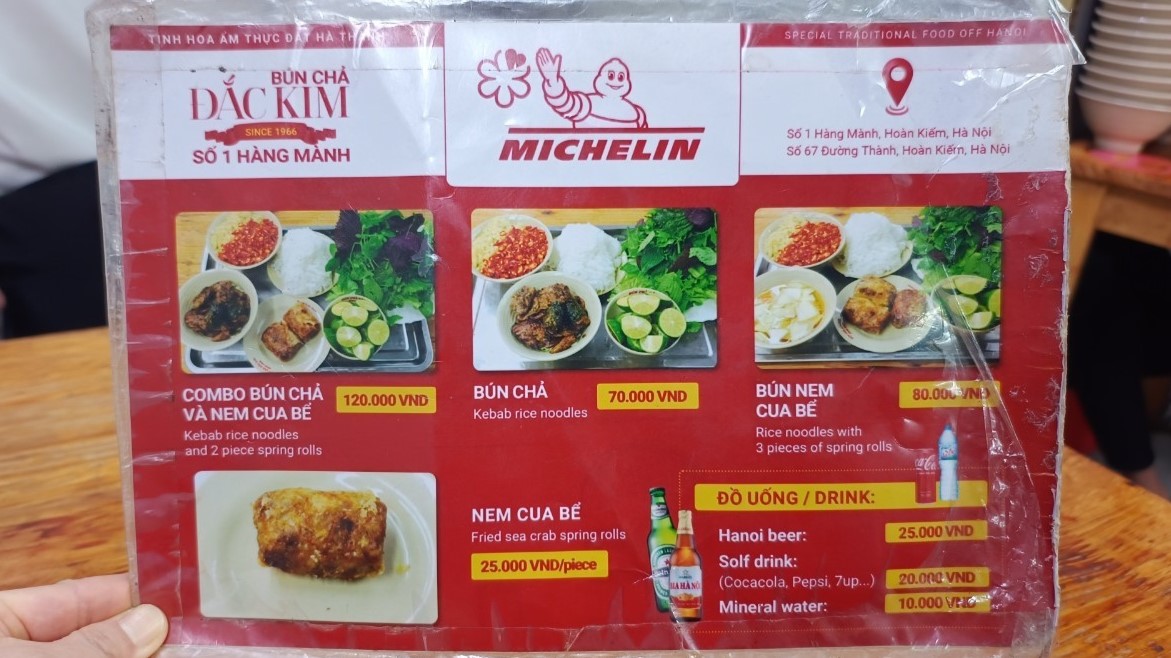 TINH HOA ẨM THỰC ĐẤT HÀ THÀNH
SPECIAL TRADITIONAL FOOD OFF HANOI
BÚN CHẢ
ĐẮC KIM
SINCE 1966
SỐ 1 HÀNG MÀNH
MICHELIN
Số 1 Hàng Mành, Hoàn Kiếm, Hà Nội
Số 67 Đường Thành, Hoàn Kiếm, Hà Nội
COMBO BÚN CHẢ
VÀ NEM CUA BỂ
120.000 VND
Kebab rice noodles
and 2 piece spring rolls
BÚN CHẢ
70.000 VND
Kebab rice noodles
BÚN NEM
CUA BỂ
80.000 VND
Rice noodles with
3 pieces of spring rolls
NEM CUA BỂ
Fried sea crab spring rolls
25.000 VND/piece
ĐỒ UỐNG / DRINK:
Hanoi beer:
25.000 VND
Solf drink:
(Cocacola, Pepsi, 7up...)
20.000 VND
Mineral water:
10.000 VND